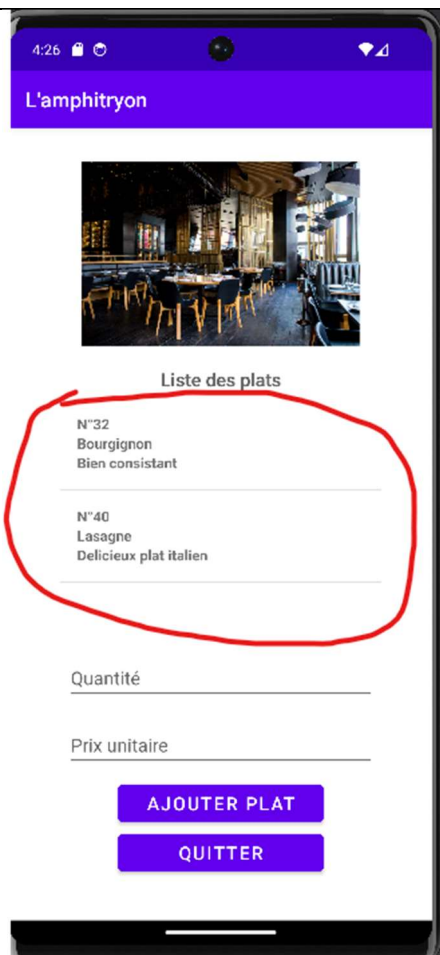 4:26
L'amphitryon
Liste des plats
N°32
Bourgignon
Bien consistant
N°40
Lasagne
Delicieux plat italien
Quantité
Prix unitaire
AJOUTER PLAT
QUITTER